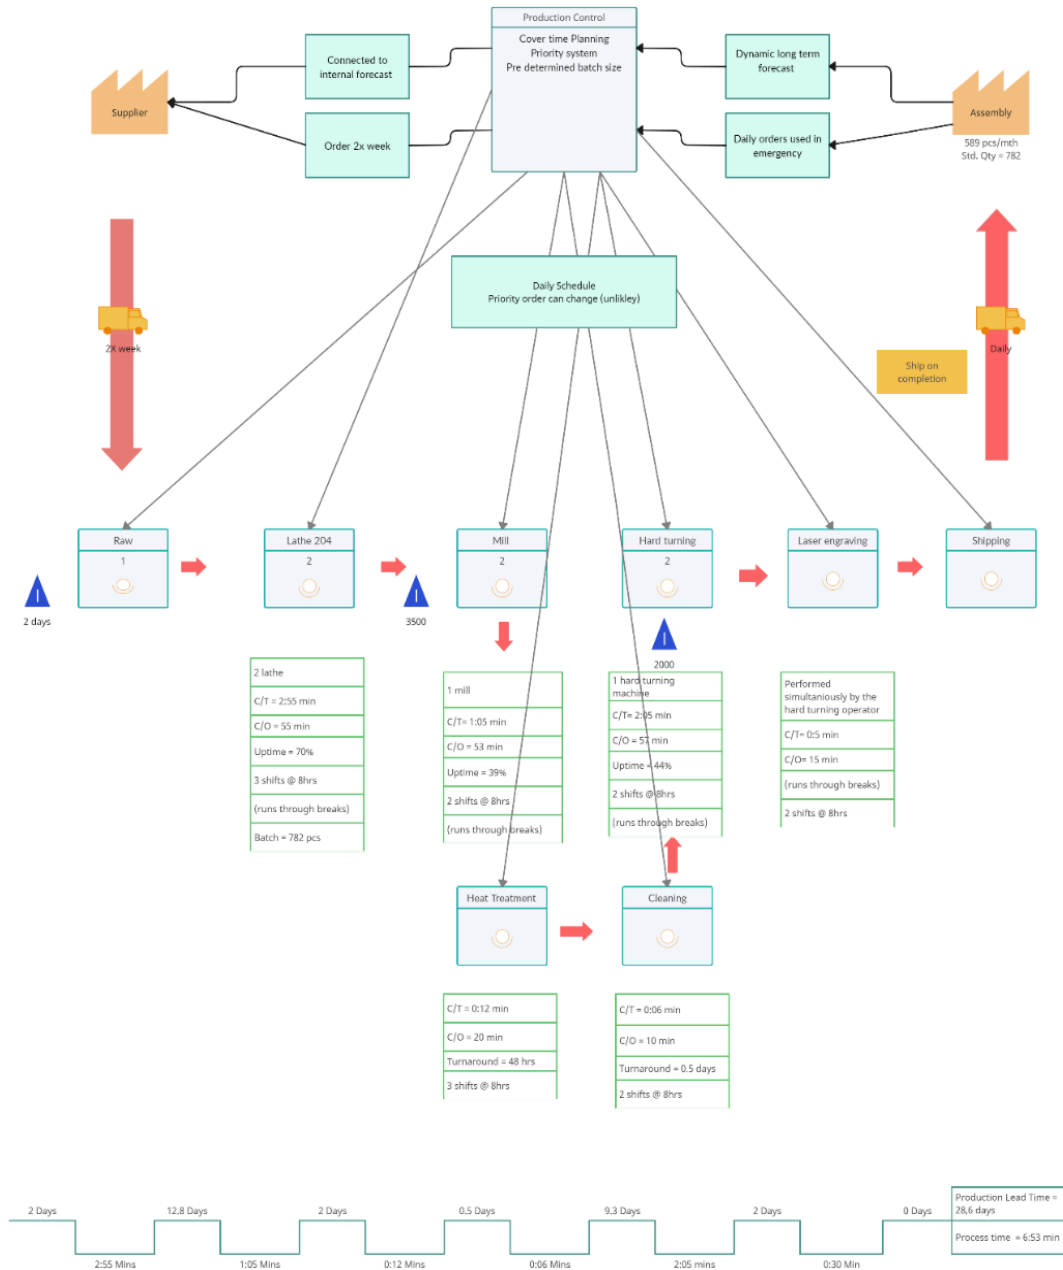 Production Control
Cover time Planning
Priority system
Pre determined batch size
Connected to
internal forecast
Order 2x week
Dynamic long term
forecast
Daily orders used in
emergency
Supplier
Assembly
589 pcs/mth
Std. Qty = 782
Daily Schedule
Priority order can change (unlikley)
2X week
Daily
Ship on
completion
Raw
1
Lathe 204
2
Mill
2
Hard turning
2
Laser engraving
Shipping
2 days
3500
2000
2 lathe
C/T = 2:55 min
C/O = 55 min
Uptime = 70%
3 shifts @ 8hrs
(runs through breaks)
Batch = 782 pcs
1 mill
C/T= 1:05 min
C/O = 53 min
Uptime = 39%
2 shifts @ 8hrs
(runs through breaks)
1 hard turning
machine
C/T= 2:05 min
C/O = 57 min
Uptime = 44%
2 shifts @ 8hrs
(runs through breaks)
Performed
simultaniously by the
hard turning operator
C/T= 0:5 min
C/O= 15 min
(runs through breaks)
2 shifts @ 8hr
Heat Treatment
Cleaning
C/T = 0:12 min
C/O = 20 min
Turnaround = 48 hrs
3 shifts @ 8hrs
C/T = 0:06 min
C/O = 10 min
Turnaround = 0.5 days
2 shifts @ 8hrs
2 Days
12,8 Days
2 Days
0.5 Days
9.3 Days
2 Days
0 Days
2:55 Mins
1:05 Mins
0:12 Mins
0:06 Mins
2:05 mins
0:30 Min
Production Lead Time =
28,6 days
Process time = 6:53 min